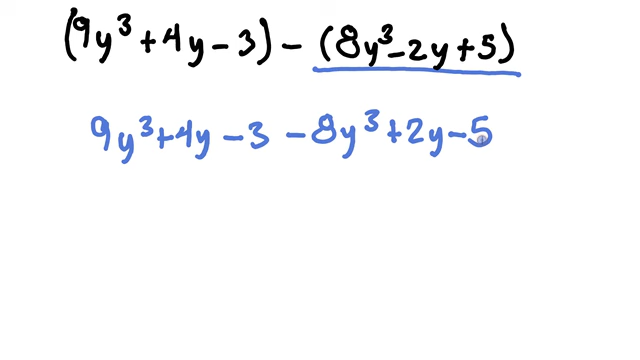 (9y³ + 4y − 3) − (8y³ − 2y + 5)
9y³ + 4y − 3 − 8y³ + 2y − 5